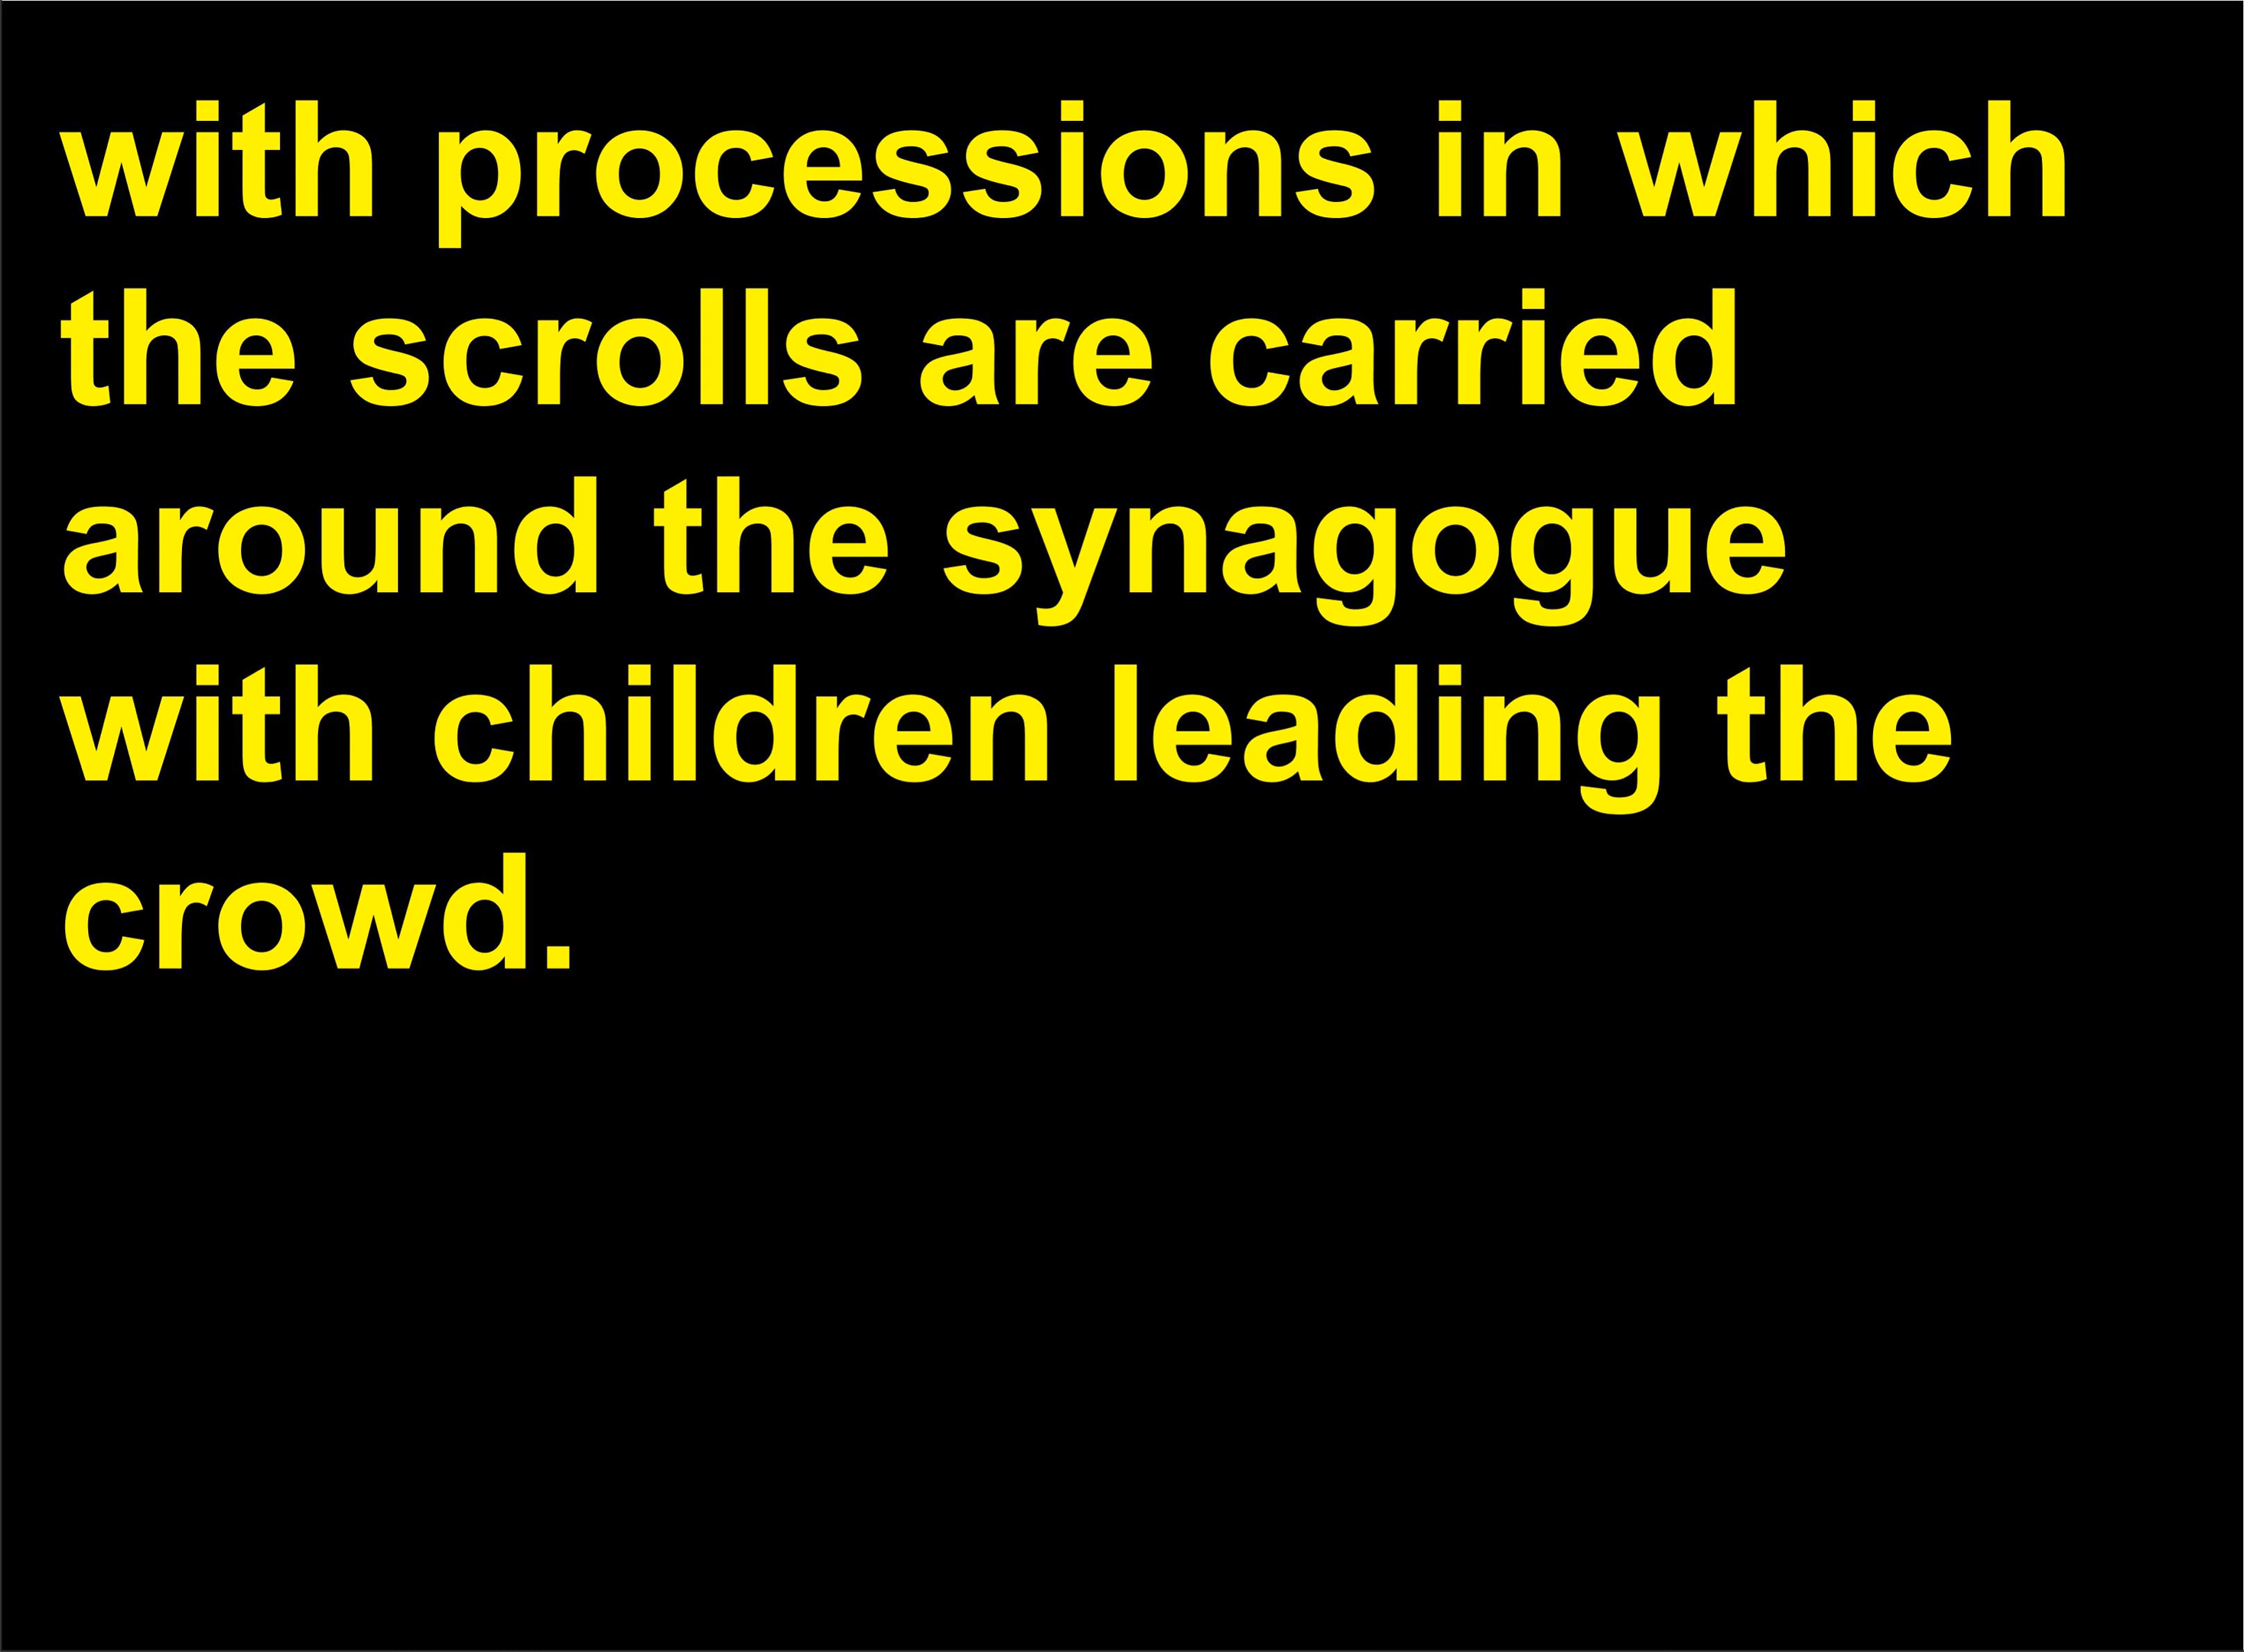 with processions in which
the scrolls are carried
around the synagogue
with children leading the
crowd.